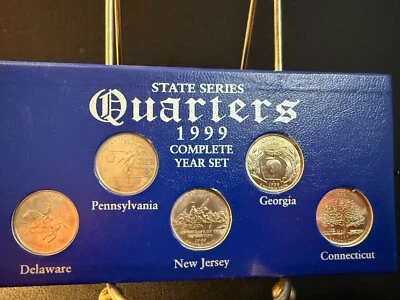 STATE SERIES
Quarters
1999
COMPLETE
YEAR SET
Pennsylvania
Georgia
Delaware
New Jersey
Connecticut